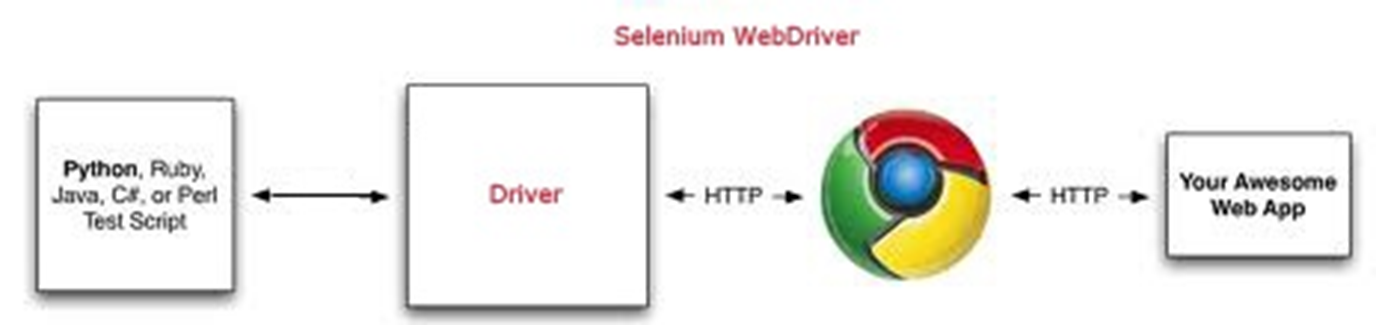 Selenium WebDriver
Python, Ruby,
Java, C#, or Perl
Test Script
Driver
HTTP
HTTP
Your Awesome
Web App